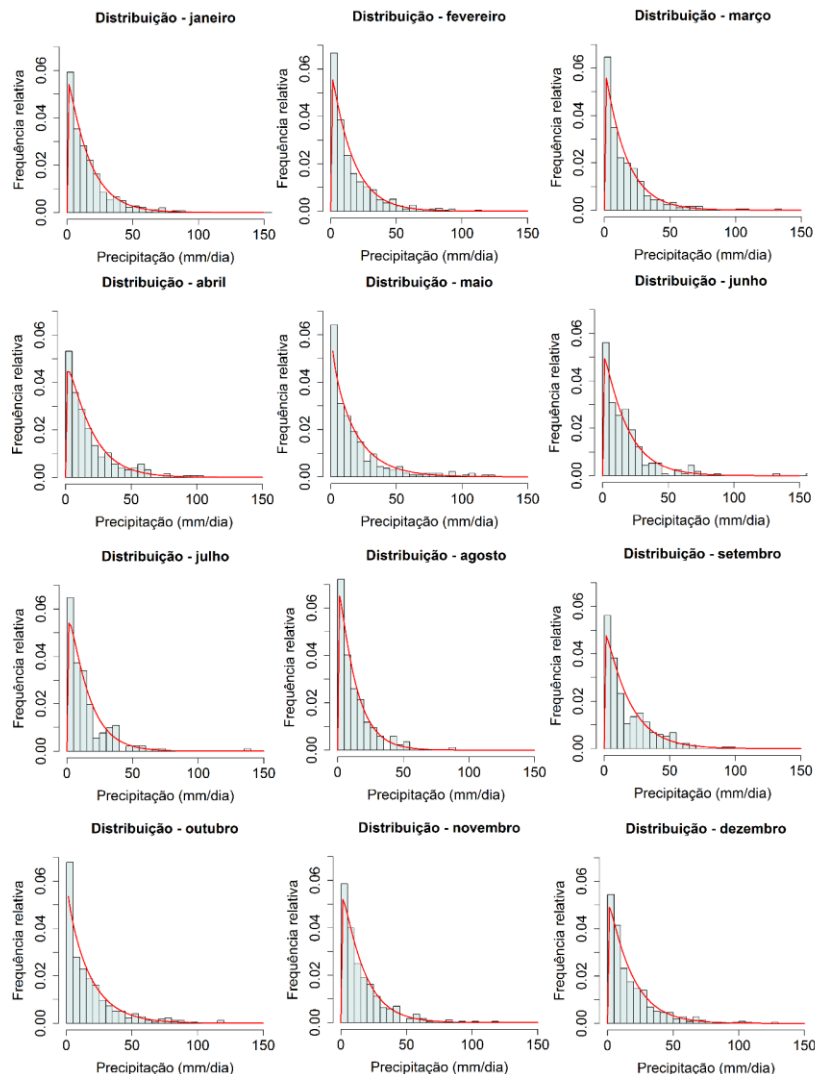 Distribuição - janeiro
Frequência relativa
0.00 0.02 0.04 0.06
0 50 100 150
Precipitação (mm/dia)
Distribuição - fevereiro
Frequência relativa
0.00 0.02 0.04 0.06
0 50 100 150
Precipitação (mm/dia)
Distribuição - março
Frequência relativa
0.00 0.02 0.04 0.06
0 50 100 150
Precipitação (mm/dia)
Distribuição - abril
Frequência relativa
0.00 0.02 0.04 0.06
0 50 100 150
Precipitação (mm/dia)
Distribuição - maio
Frequência relativa
0.00 0.02 0.04 0.06
0 50 100 150
Precipitação (mm/dia)
Distribuição - junho
Frequência relativa
0.00 0.02 0.04 0.06
0 50 100 150
Precipitação (mm/dia)
Distribuição - julho
Frequência relativa
0.00 0.02 0.04 0.06
0 50 100 150
Precipitação (mm/dia)
Distribuição - agosto
Frequência relativa
0.00 0.02 0.04 0.06
0 50 100 150
Precipitação (mm/dia)
Distribuição - setembro
Frequência relativa
0.00 0.02 0.04 0.06
0 50 100 150
Precipitação (mm/dia)
Distribuição - outubro
Frequência relativa
0.00 0.02 0.04 0.06
0 50 100 150
Precipitação (mm/dia)
Distribuição - novembro
Frequência relativa
0.00 0.02 0.04 0.06
0 50 100 150
Precipitação (mm/dia)
Distribuição - dezembro
Frequência relativa
0.00 0.02 0.04 0.06
0 50 100 150
Precipitação (mm/dia)